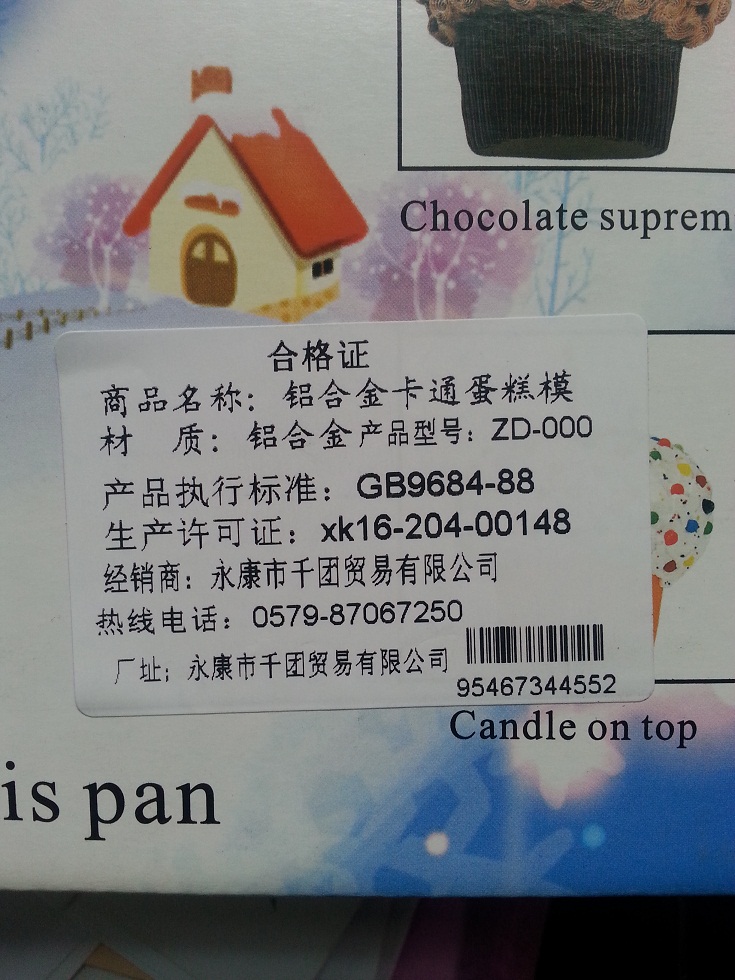 Chocolate suprem
合格证
商品名称：铝合金卡通蛋糕模
材 质：铝合金产品型号：ZD-000
产品执行标准：GB9684-88
生产许可证：xk16-204-00148
经销商：永康市千团贸易有限公司
热线电话：0579-87067250
厂址；永康市千团贸易有限公司
95467344552
Candle on top
is pan